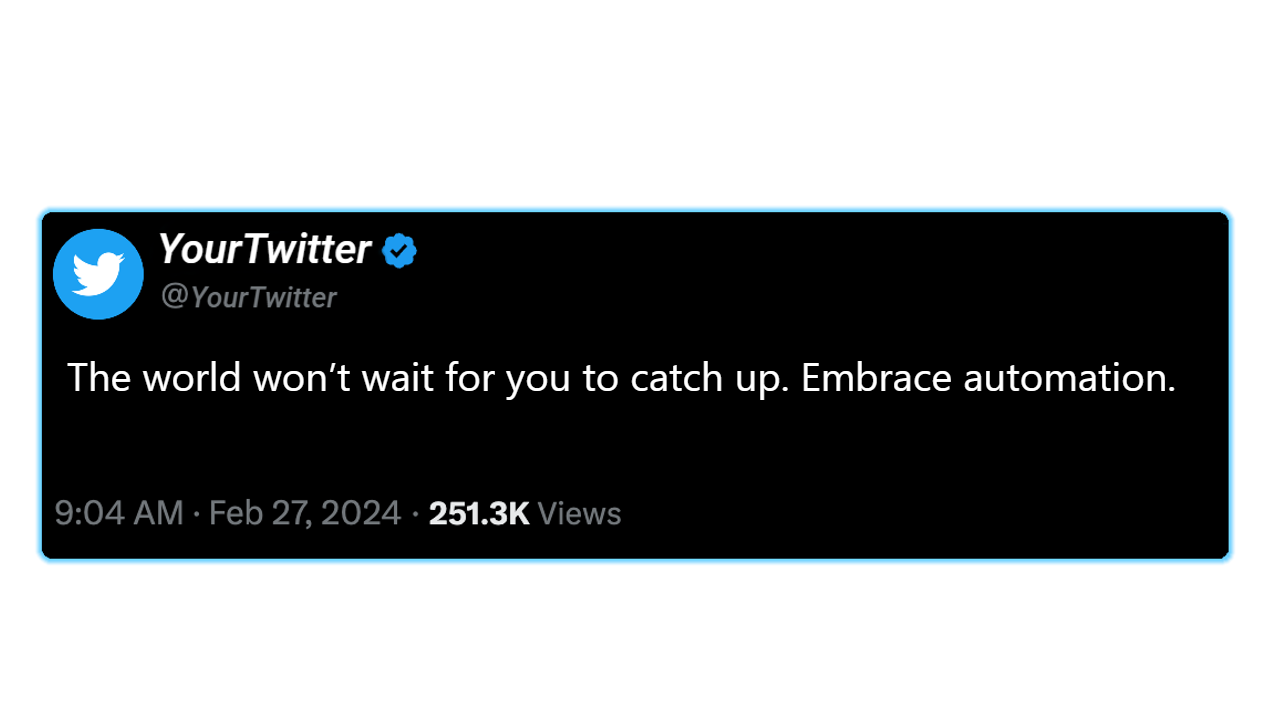 YourTwitter
@YourTwitter
The world won’t wait for you to catch up. Embrace automation.
9:04 AM · Feb 27, 2024 · 251.3K Views